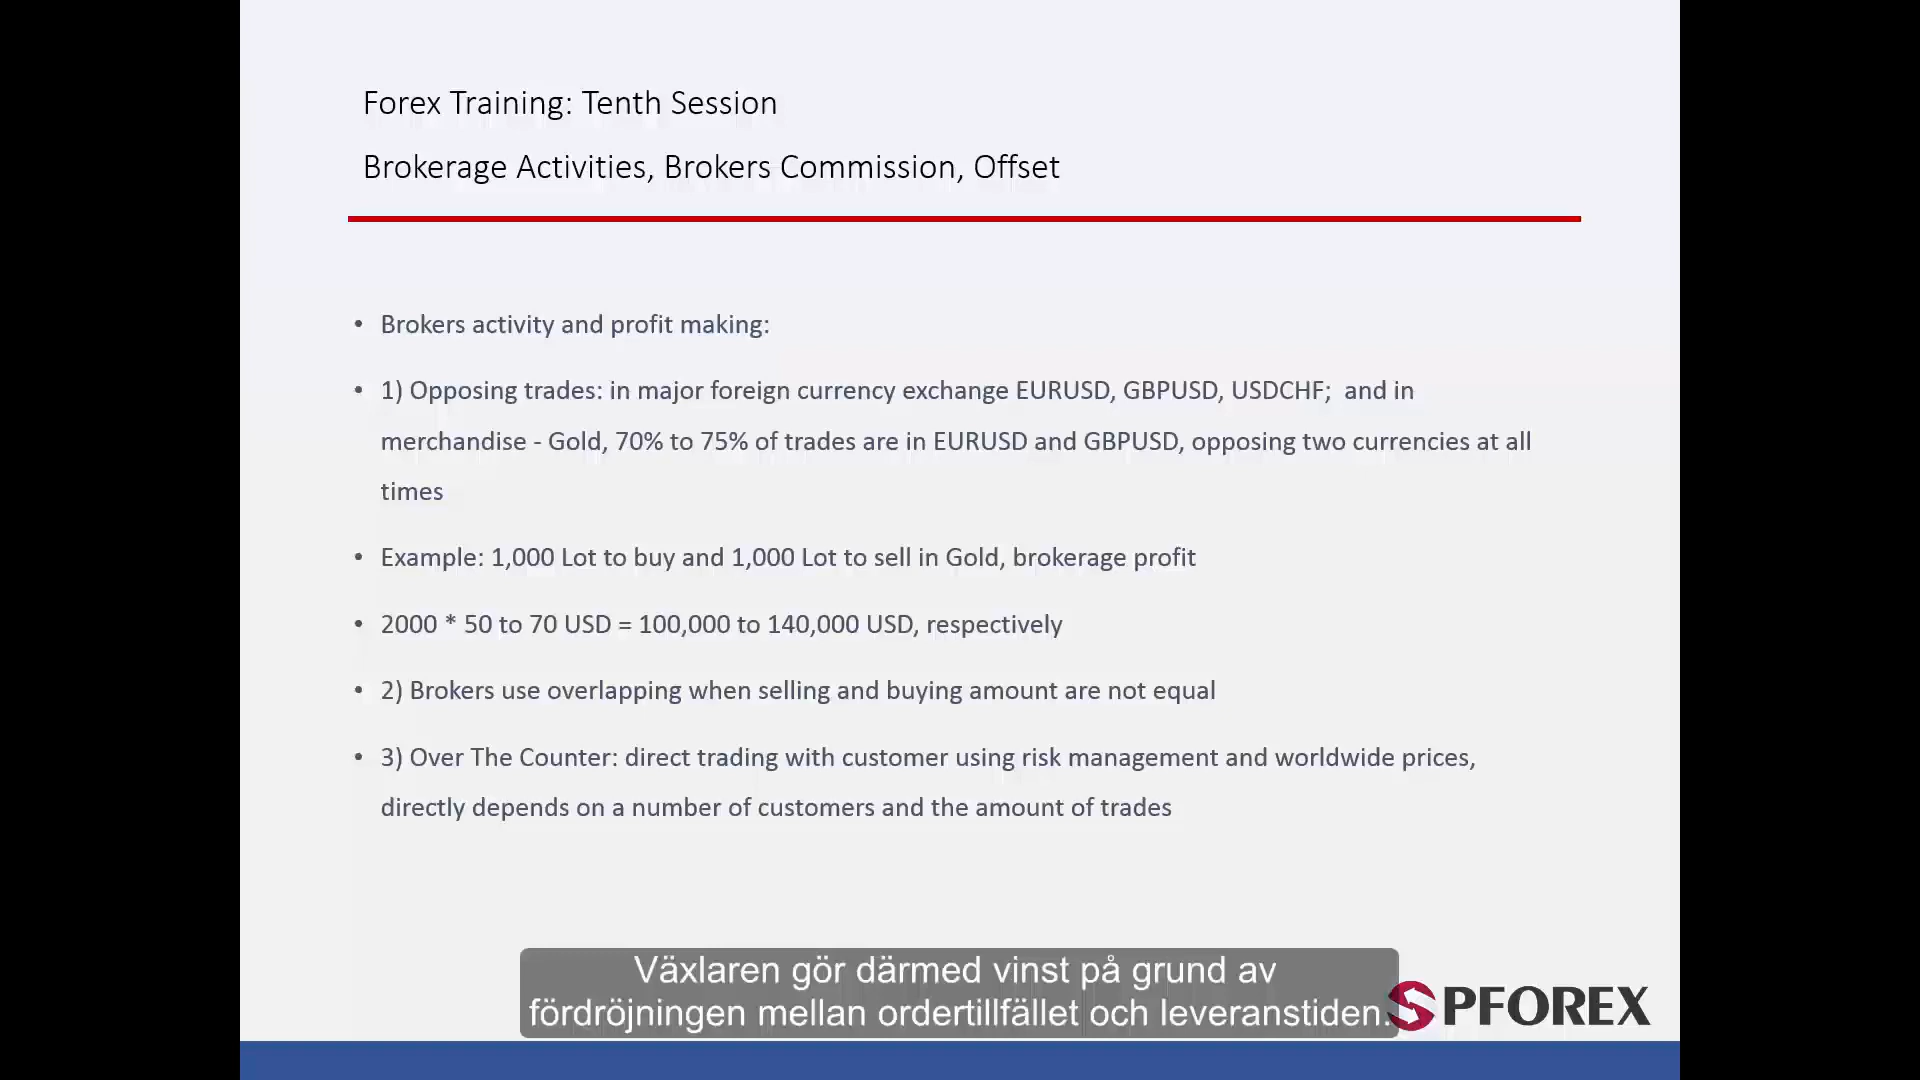 Forex Training: Tenth Session
Brokerage Activities, Brokers Commission, Offset
• Brokers activity and profit making:
• 1) Opposing trades: in major foreign currency exchange EURUSD, GBPUSD, USDCHF; and in
merchandise - Gold, 70% to 75% of trades are in EURUSD and GBPUSD, opposing two currencies at all
times
• Example: 1,000 Lot to buy and 1,000 Lot to sell in Gold, brokerage profit
• 2000 * 50 to 70 USD = 100,000 to 140,000 USD, respectively
• 2) Brokers use overlapping when selling and buying amount are not equal
• 3) Over The Counter: direct trading with customer using risk management and worldwide prices,
directly depends on a number of customers and the amount of trades
Växlaren gör därmed vinst på grund av
fördröjningen mellan ordertillfället och leveranstiden.
SPFOREX